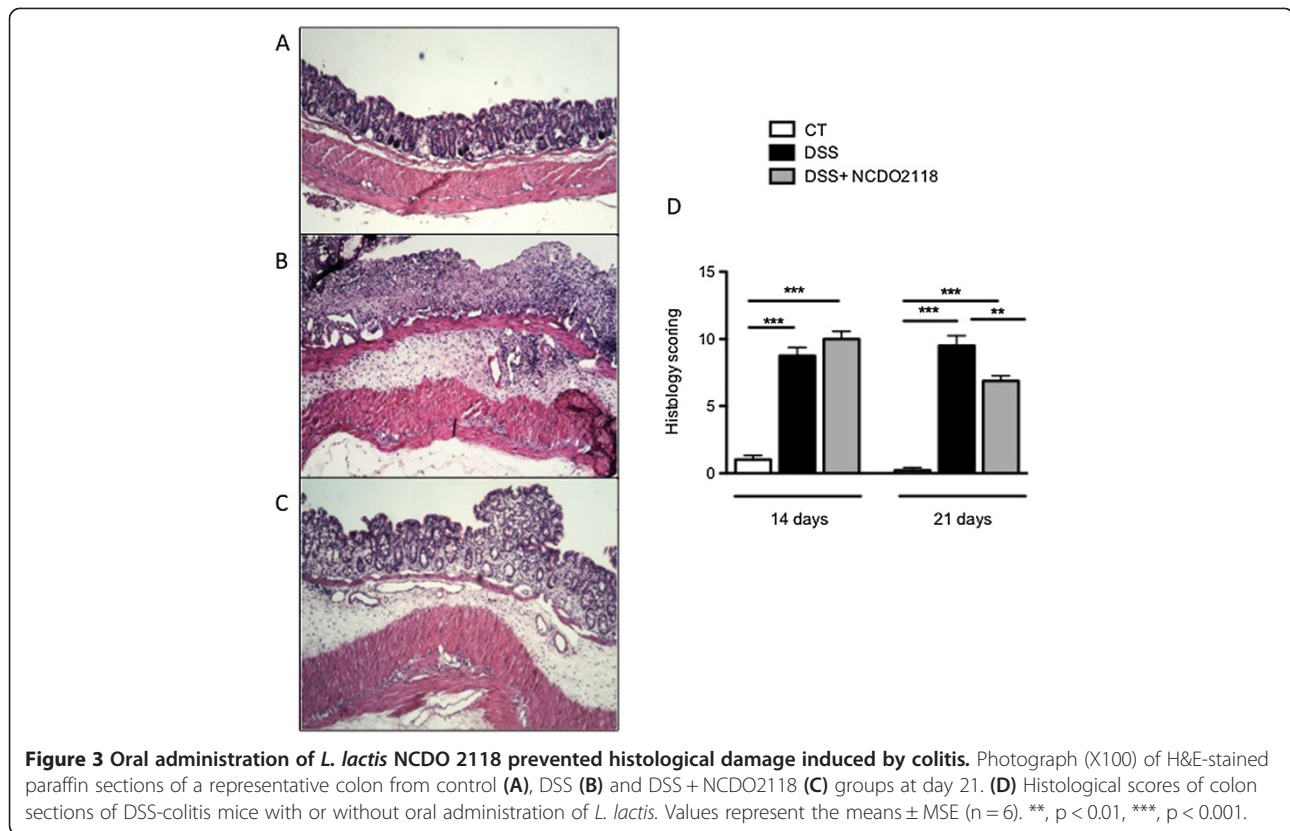 A
B
C
CT
DSS
DSS+ NCDO2118
D
Histology scoring
15
10
5
0
***
***
***
***
**
14 days
21 days
Figure 3 Oral administration of L. lactis NCDO 2118 prevented histological damage induced by colitis. Photograph (X100) of H&E-stained
paraffin sections of a representative colon from control (A), DSS (B) and DSS + NCDO2118 (C) groups at day 21. (D) Histological scores of colon
sections of DSS-colitis mice with or without oral administration of L. lactis. Values represent the means ± MSE (n = 6). **, p < 0.01, ***, p < 0.001.